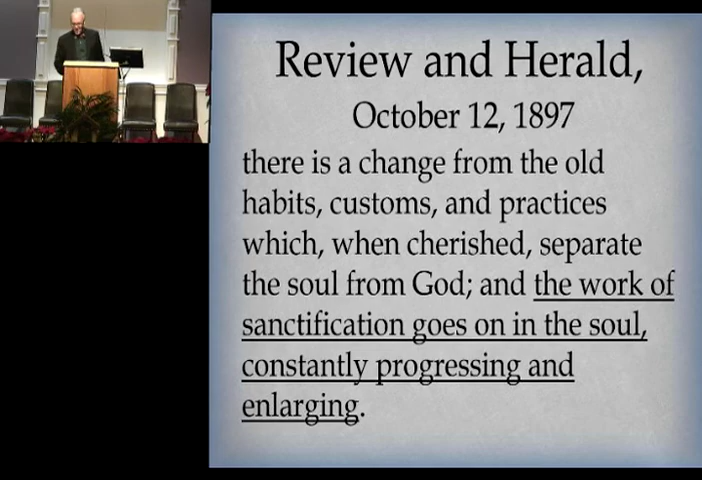 Review and Herald,
October 12, 1897
there is a change from the old
habits, customs, and practices
which, when cherished, separate
the soul from God; and the work of
sanctification goes on in the soul,
constantly progressing and
enlarging.